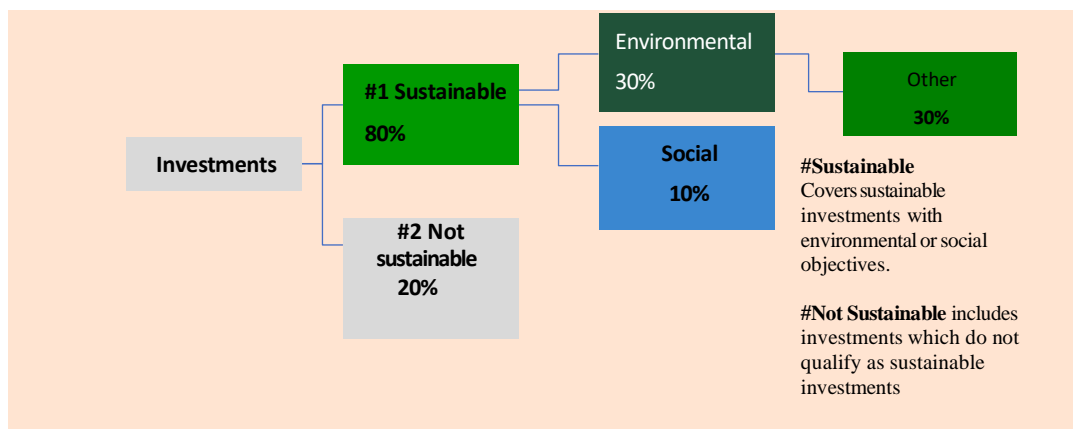 Investments
#1 Sustainable
80%
#2 Not
sustainable
20%
Environmental
30%
Social
10%
Other
30%
#Sustainable
Covers sustainable
investments with
environmental or social
objectives.
#Not Sustainable includes
investments which do not
qualify as sustainable
investments